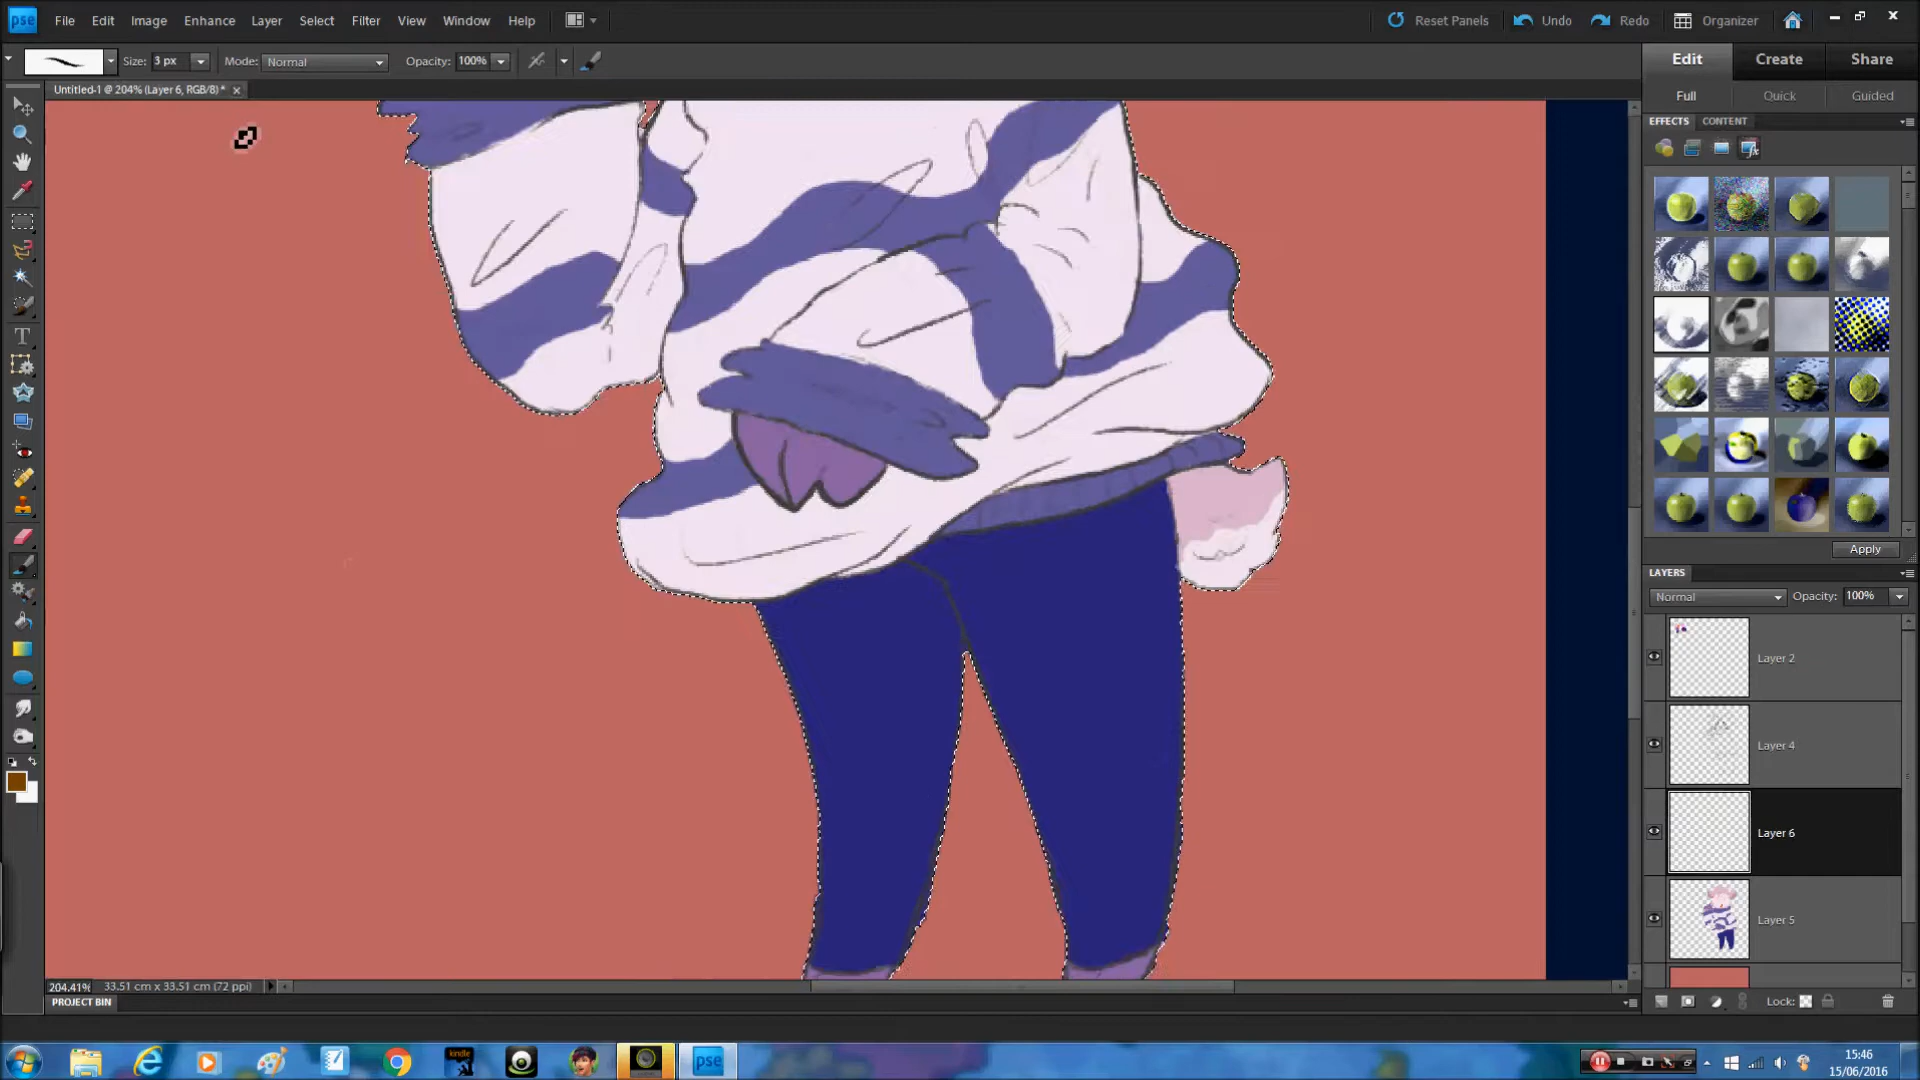 pse File Edit Image Enhance Layer Select Filter View Window Help Reset Panels Undo Redo Organizer
Size: 3 px Mode: Normal Opacity: 100% Edit Create Share
Untitled-1 @ 204% (Layer 6, RGB/8) * x Full Quick Guided
EFFECTS CONTENT
T
Apply
LAYERS
Normal Opacity: 100%
Layer 2
Layer 4
Layer 6
Layer 5
204.41% 33.51 cm x 33.51 cm (72 ppi)
PROJECT BIN Lock:
kindle pse 15:46
15/06/2016